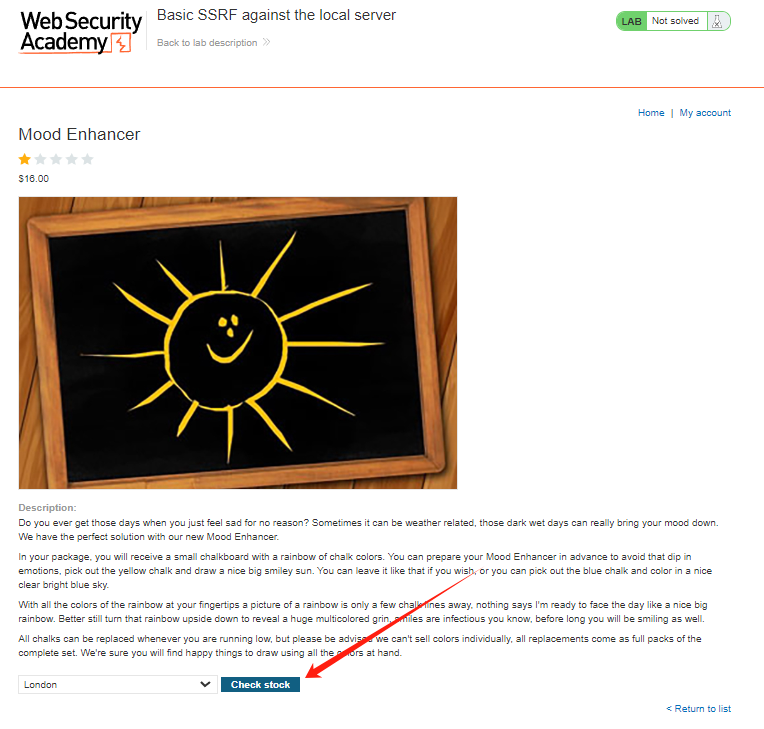 WebSecurity
Academy
Basic SSRF against the local server
Back to lab description
LAB Not solved
Home | My account
Mood Enhancer
$16.00
Description:
Do you ever get those days when you just feel sad for no reason? Sometimes it can be weather related, those dark wet days can really bring your mood down.
We have the perfect solution with our new Mood Enhancer.
In your package, you will receive a small chalkboard with a rainbow of chalk colors. You can prepare your Mood Enhancer in advance to avoid that dip in
emotions, pick out the yellow chalk and draw a nice big smiley sun. You can leave it like that if you wish, or you can pick out the blue chalk and color in a nice
clear bright blue sky.
With all the colors of the rainbow at your fingertips a picture of a rainbow is only a few chalk lines away, nothing says I'm ready to face the day like a nice big
rainbow. Better still turn that rainbow upside down to reveal a huge multicolored grin, smiles are infectious you know, before long you will be smiling as well.
All chalks can be replaced whenever you are running low, but please be advised we can't sell colors individually, all replacements come as full packs of the
complete set. We're sure you will find happy things to draw using all the colors at hand.
London
Check stock
< Return to list